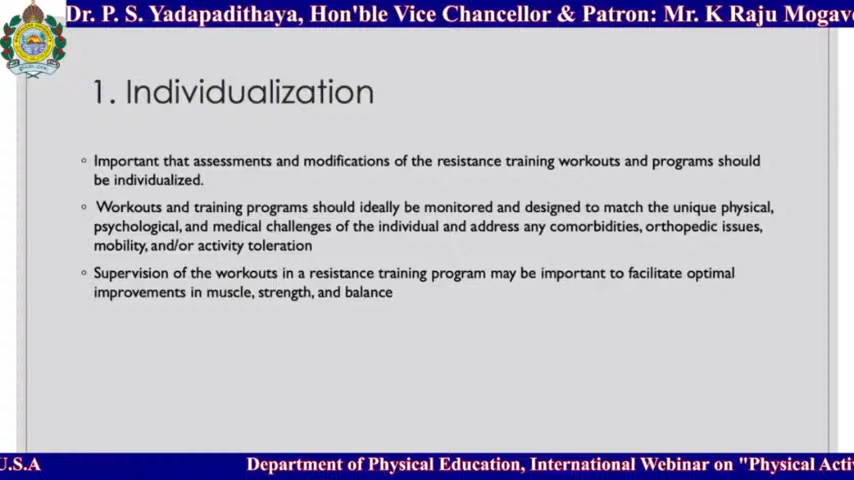 Dr. P. S. Yadapadithaya, Hon'ble Vice Chancellor & Patron: Mr. K Raju Mogave
1. Individualization
◦ Important that assessments and modifications of the resistance training workouts and programs should
be individualized.
◦ Workouts and training programs should ideally be monitored and designed to match the unique physical,
psychological, and medical challenges of the individual and address any comorbidities, orthopedic issues,
mobility, and/or activity toleration
◦ Supervision of the workouts in a resistance training program may be important to facilitate optimal
improvements in muscle, strength, and balance
U.S.A Department of Physical Education, International Webinar on "Physical Acti